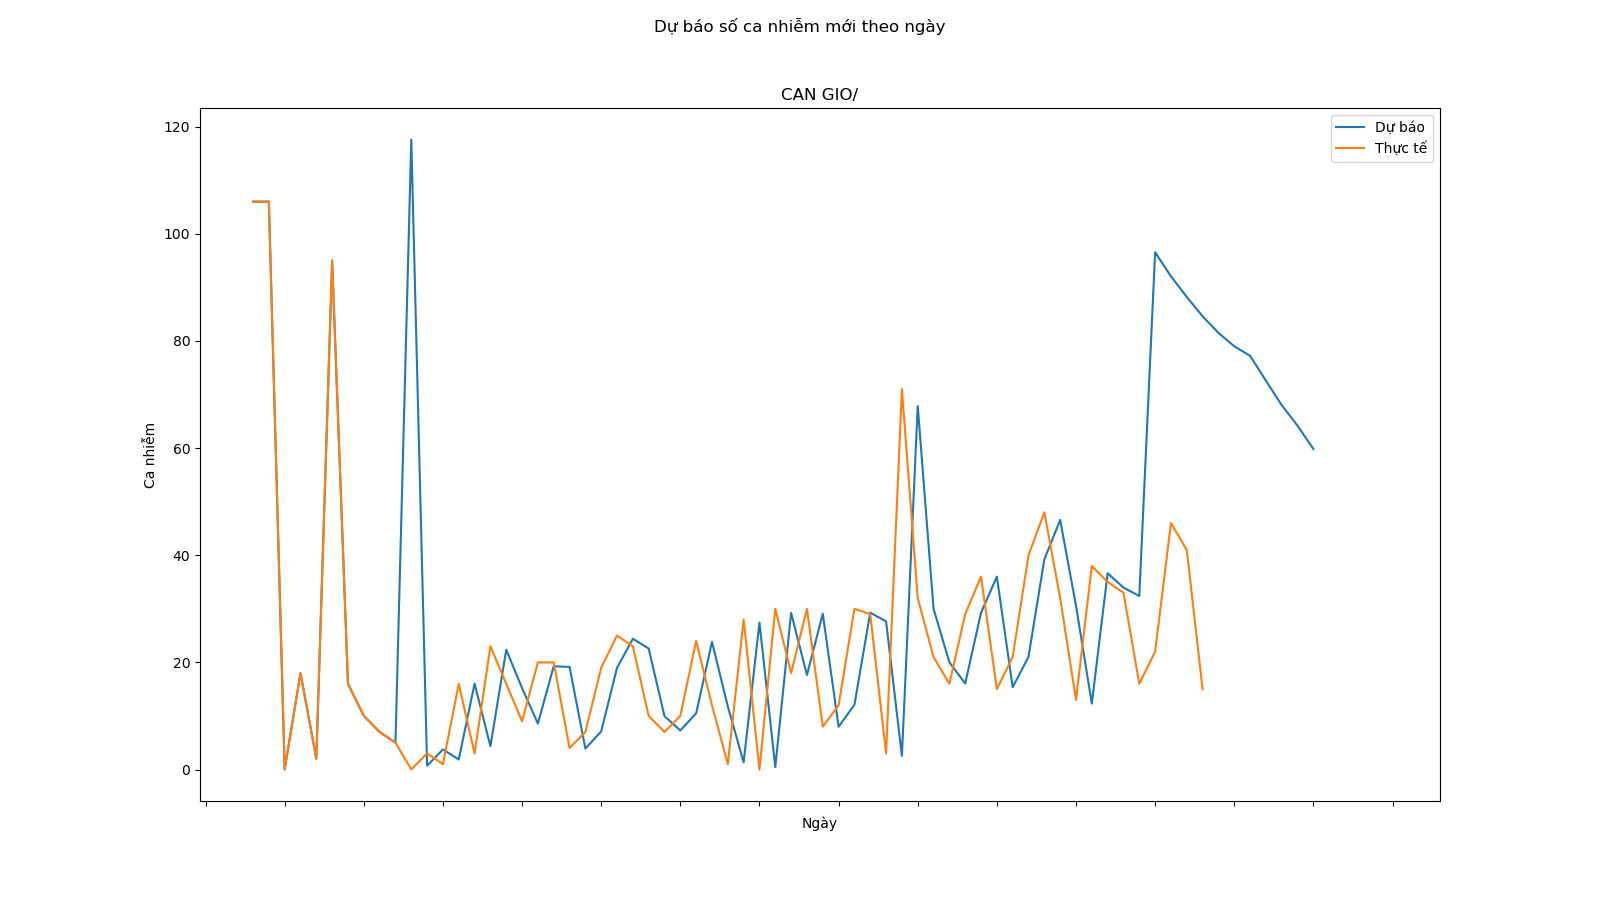 Dự báo số ca nhiễm mới theo ngày
CAN GIO/
Dự báo
Thực tế
120
100
80
60
40
20
0
Ca nhiễm
Ngày